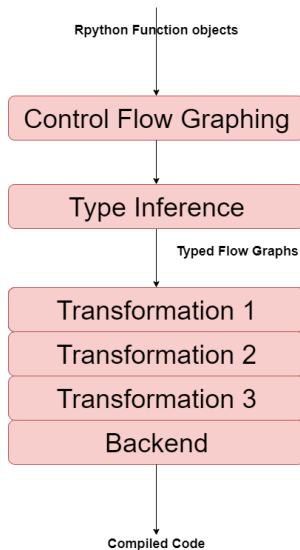 Rpython Function objects
Control Flow Graphing
Type Inference
Typed Flow Graphs
Transformation 1
Transformation 2
Transformation 3
Backend
Compiled Code